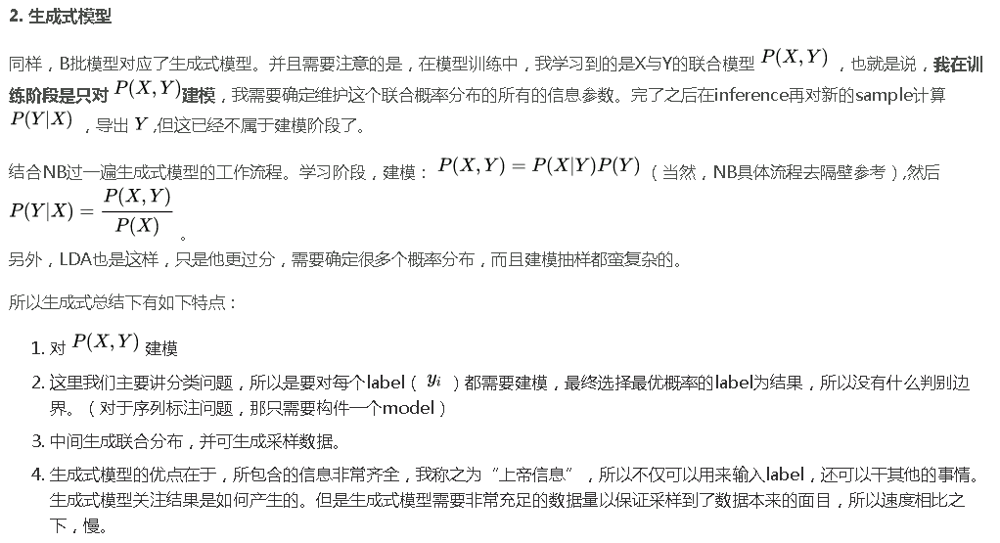 2. 生成式模型
同样，B批模型对应了生成式模型。并且需要注意的是，在模型训练中，我学习到的是X与Y的联合模型 P(X,Y) ，也就是说，我在训
练阶段是只对 P(X,Y)建模，我需要确定维护这个联合概率分布的所有的信息参数。完了之后在inference再对新的sample计算
P(Y|X) ，导出 Y ,但这已经不属于建模阶段了。
结合NB过一遍生成式模型的工作流程。学习阶段，建模： P(X,Y) = P(X|Y)P(Y) （当然，NB具体流程去隔壁参考）,然后
P(Y|X) = P(X,Y) / P(X) 。
另外，LDA也是这样，只是他更过分，需要确定很多个概率分布，而且建模抽样都蛮复杂的。
所以生成式总结下有如下特点：
1. 对 P(X,Y) 建模
2. 这里我们主要讲分类问题，所以是要对每个label（ y_i ）都需要建模，最终选择最优概率的label为结果，所以没有什么判别边
界。（对于序列标注问题，那只需要构件一个model）
3. 中间生成联合分布，并可生成采样数据。
4. 生成式模型的优点在于，所包含的信息非常齐全，我称之为“上帝信息”，所以不仅可以用来输入label，还可以干其他的事情。
生成式模型关注结果是如何产生的。但是生成式模型需要非常充足的数据量以保证采样到了数据本来的面目，所以速度相比之
下，慢。